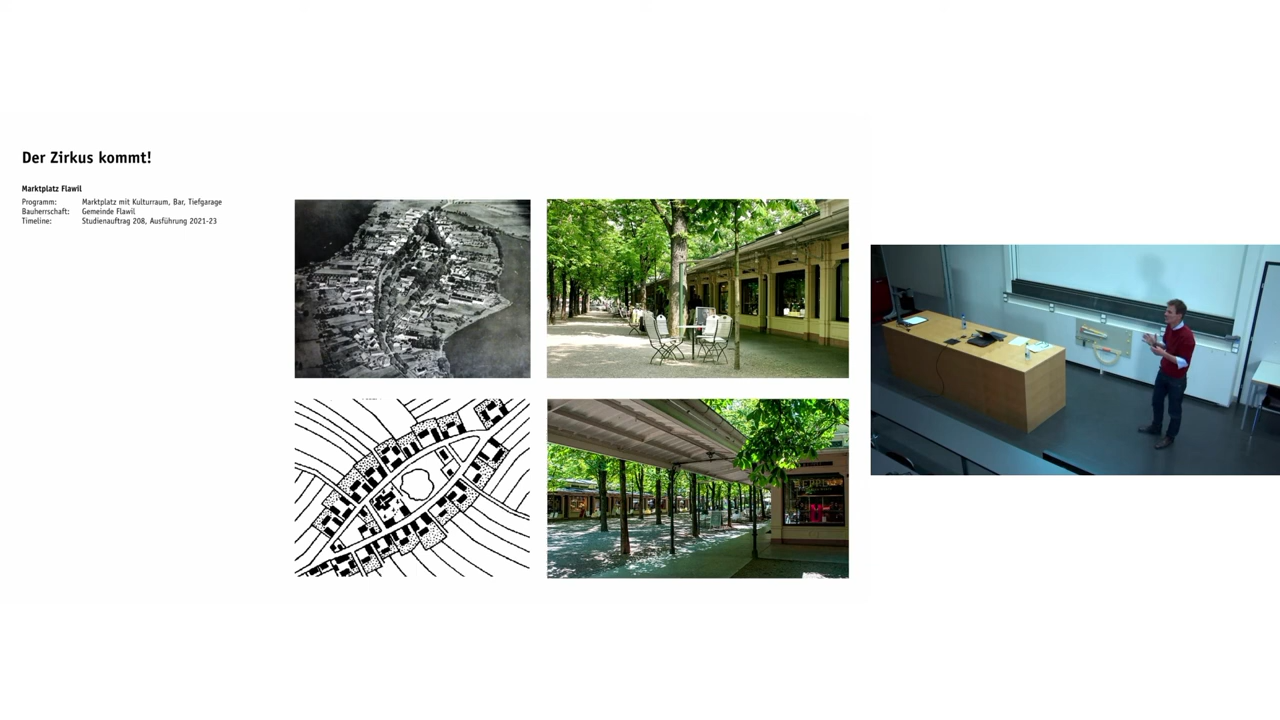 Der Zirkus kommt!
Marktplatz Flawil
Programm: Marktplatz mit Kulturraum, Bar, Tiefgarage
Bauherrschaft: Gemeinde Flawil
Timeline: Studienauftrag 208, Ausführung 2021-23